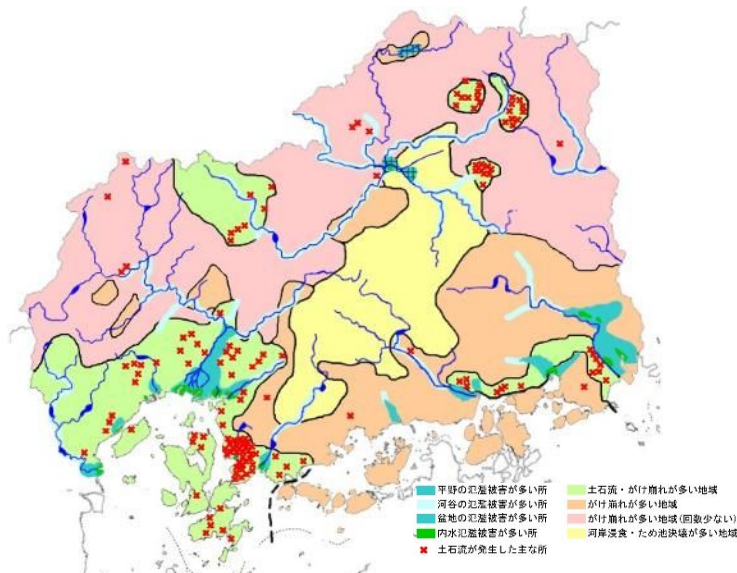 平野の氾濫被害が多い所
河谷の氾濫被害が多い所
盆地の氾濫被害が多い所
内水氾濫被害が多い所
土石流が発生した主な所
土石流・がけ崩れが多い地域
がけ崩れが多い地域
がけ崩れが多い地域(回数少ない)
河岸浸食・ため池決壊が多い地域